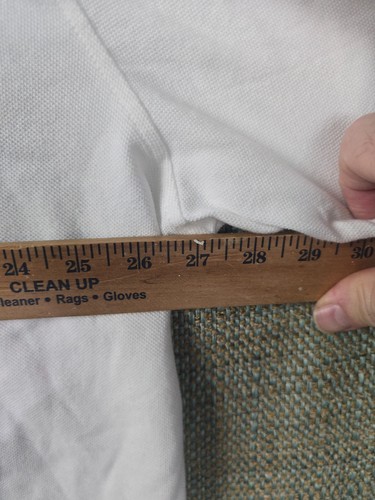 24 25 26 27 28 29 30
CLEAN UP
leaner • Rags • Gloves